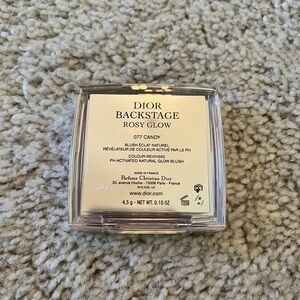 DIOR
BACKSTAGE
ROSY GLOW
077 CANDY
BLUSH ÉCLAT NATUREL
RÉVÉLATEUR DE COULEUR ACTIVÉ PAR LE PH
COLOUR-REVIVING
PH-ACTIVATED NATURAL GLOW BLUSH
MADE IN FRANCE
Parfums Christian Dior
33, avenue Hoche - 75008 Paris - France
www.dior.com
4,5 g - NET WT. 0.15 OZ